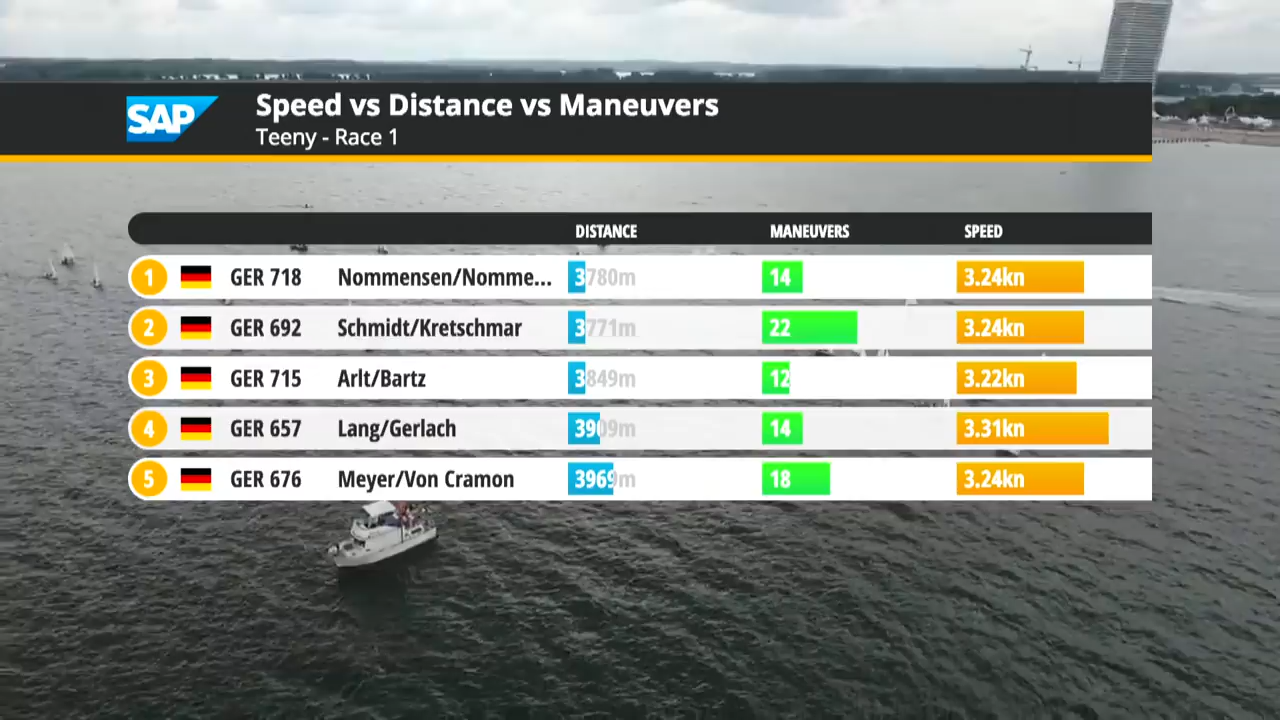 SAP
Speed vs Distance vs Maneuvers
Teeny - Race 1
DISTANCE MANEUVERS SPEED
1 GER 718 Nommensen/Nomme... 3780m 14 3.24kn
2 GER 692 Schmidt/Kretschmar 3771m 22 3.24kn
3 GER 715 Arlt/Bartz 3849m 12 3.22kn
4 GER 657 Lang/Gerlach 3909m 14 3.31kn
5 GER 676 Meyer/Von Cramon 3969m 18 3.24kn